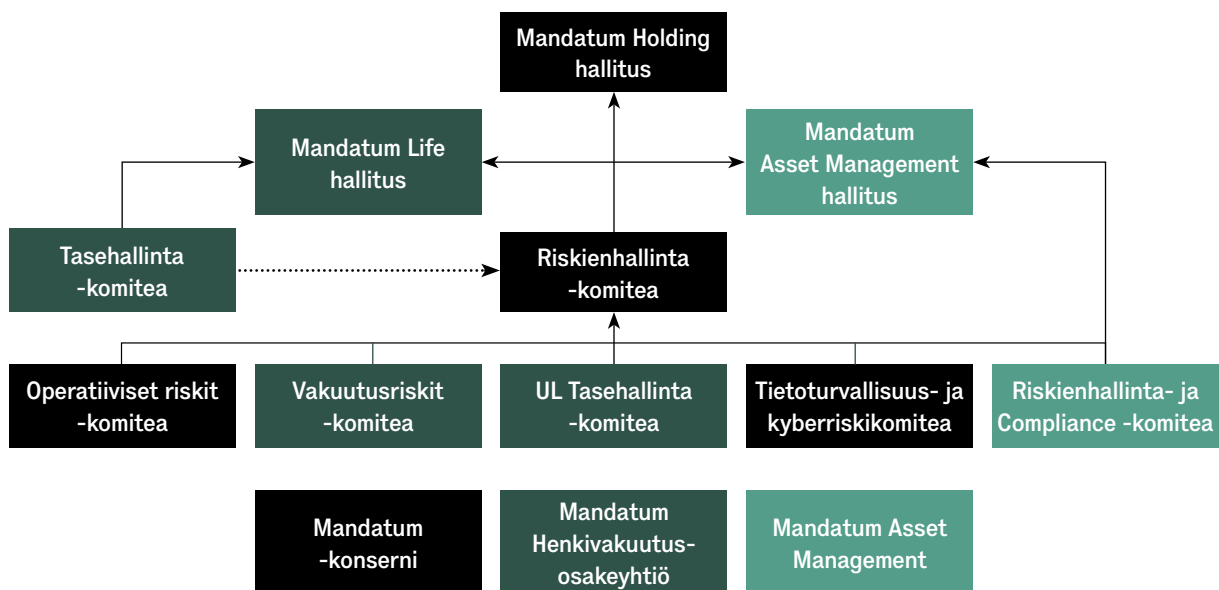 Mandatum Holding
hallitus
Mandatum Life
hallitus
Mandatum
Asset Management
hallitus
Tasehallinta
-komitea
Riskienhallinta
-komitea
Operatiiviset riskit
-komitea
Vakuutusriskit
-komitea
UL Tasehallinta
-komitea
Tietoturvallisuus- ja
kyberriskikomitea
Riskienhallinta- ja
Compliance -komitea
Mandatum
-konserni
Mandatum
Henkivakuutus-
osakeyhtiö
Mandatum Asset
Management